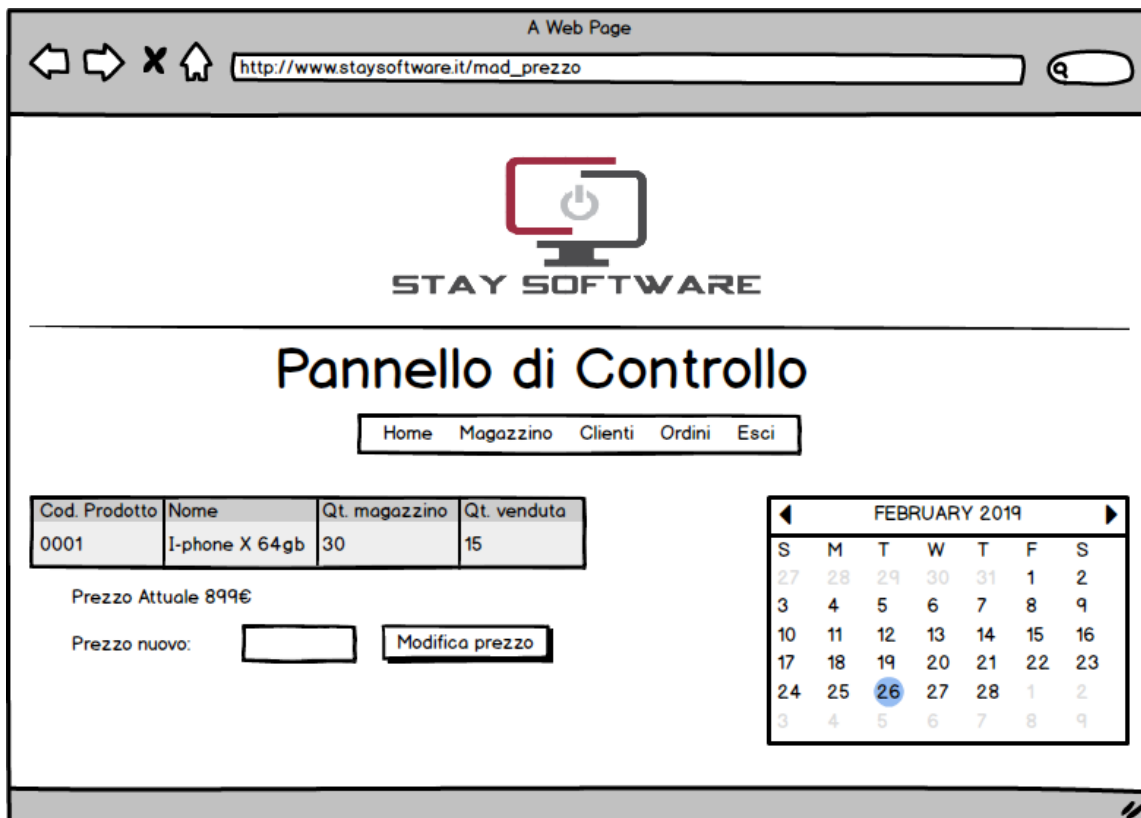 A Web Page
http://www.staysoftware.it/mad_prezzo
STAY SOFTWARE
Pannello di Controllo
Home Magazzino Clienti Ordini Esci
Cod. Prodotto Nome Qt. magazzino Qt. venduta
0001 I-phone X 64gb 30 15
Prezzo Attuale 899€
Prezzo nuovo: Modifica prezzo
FEBRUARY 2019
S M T W T F S
27 28 29 30 31 1 2
3 4 5 6 7 8 9
10 11 12 13 14 15 16
17 18 19 20 21 22 23
24 25 26 27 28 1 2
3 4 5 6 7 8 9